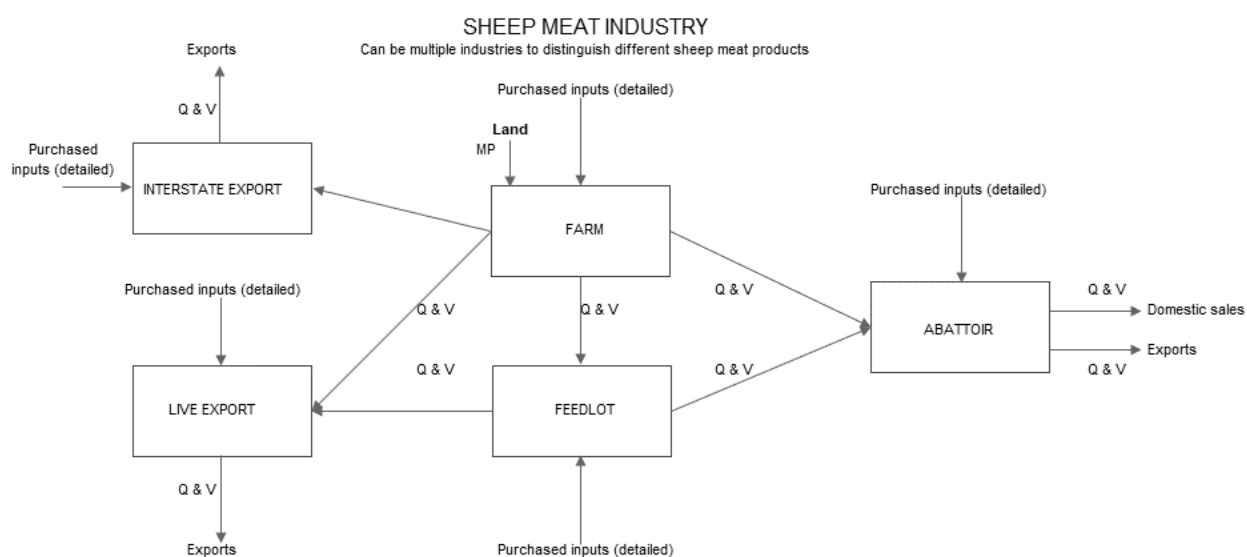 SHEEP MEAT INDUSTRY
Can be multiple industries to distinguish different sheep meat products
Exports
Q & V
Purchased
inputs (detailed)
INTERSTATE EXPORT
Purchased inputs (detailed)
Land
MP
FARM
Purchased inputs (detailed)
Purchased inputs (detailed)
Q & V
Q & V
Q & V
Q & V
Domestic sales
ABATTOIR
Exports
Q & V
Q & V
Q & V
LIVE EXPORT
FEEDLOT
Q & V
Exports
Purchased inputs (detailed)